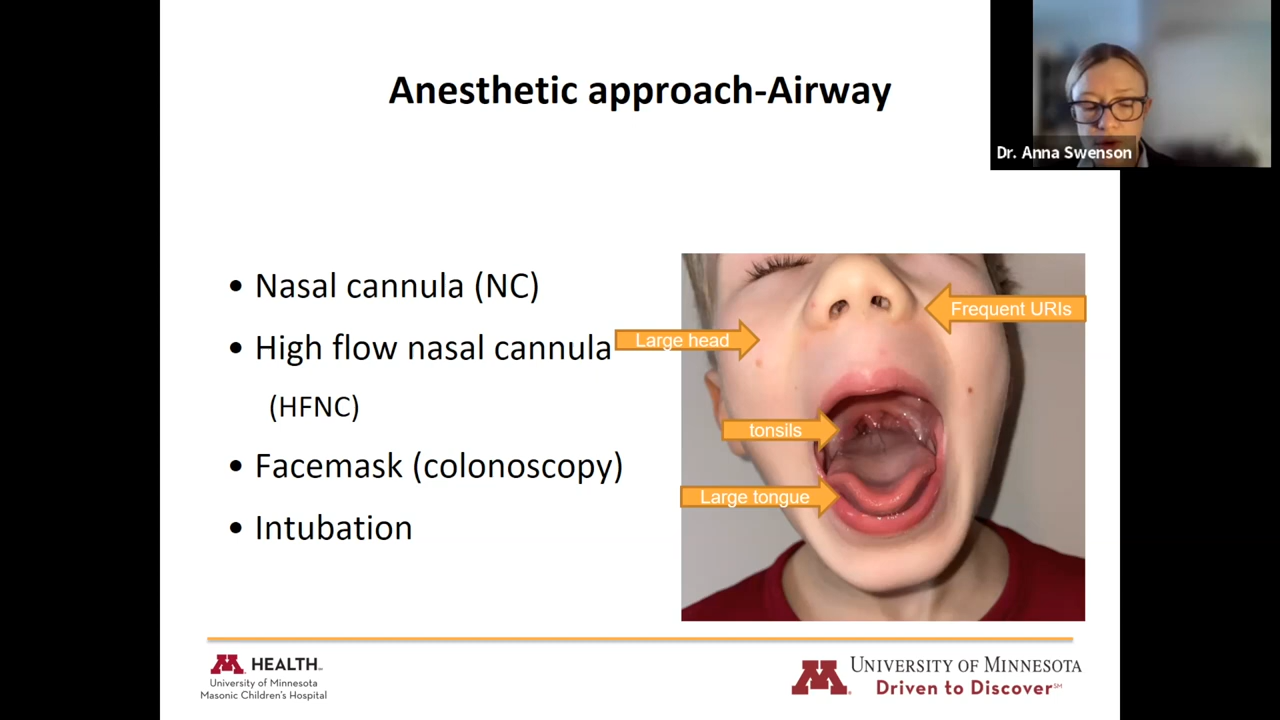 Anesthetic approach-Airway
Dr. Anna Swenson
• Nasal cannula (NC)
• High flow nasal cannula
(HFNC)
• Facemask (colonoscopy)
• Intubation
Frequent URIs
Large head
tonsils
Large tongue
M HEALTH
University of Minnesota
Masonic Children's Hospital
M UNIVERSITY OF MINNESOTA
Driven to Discover℠